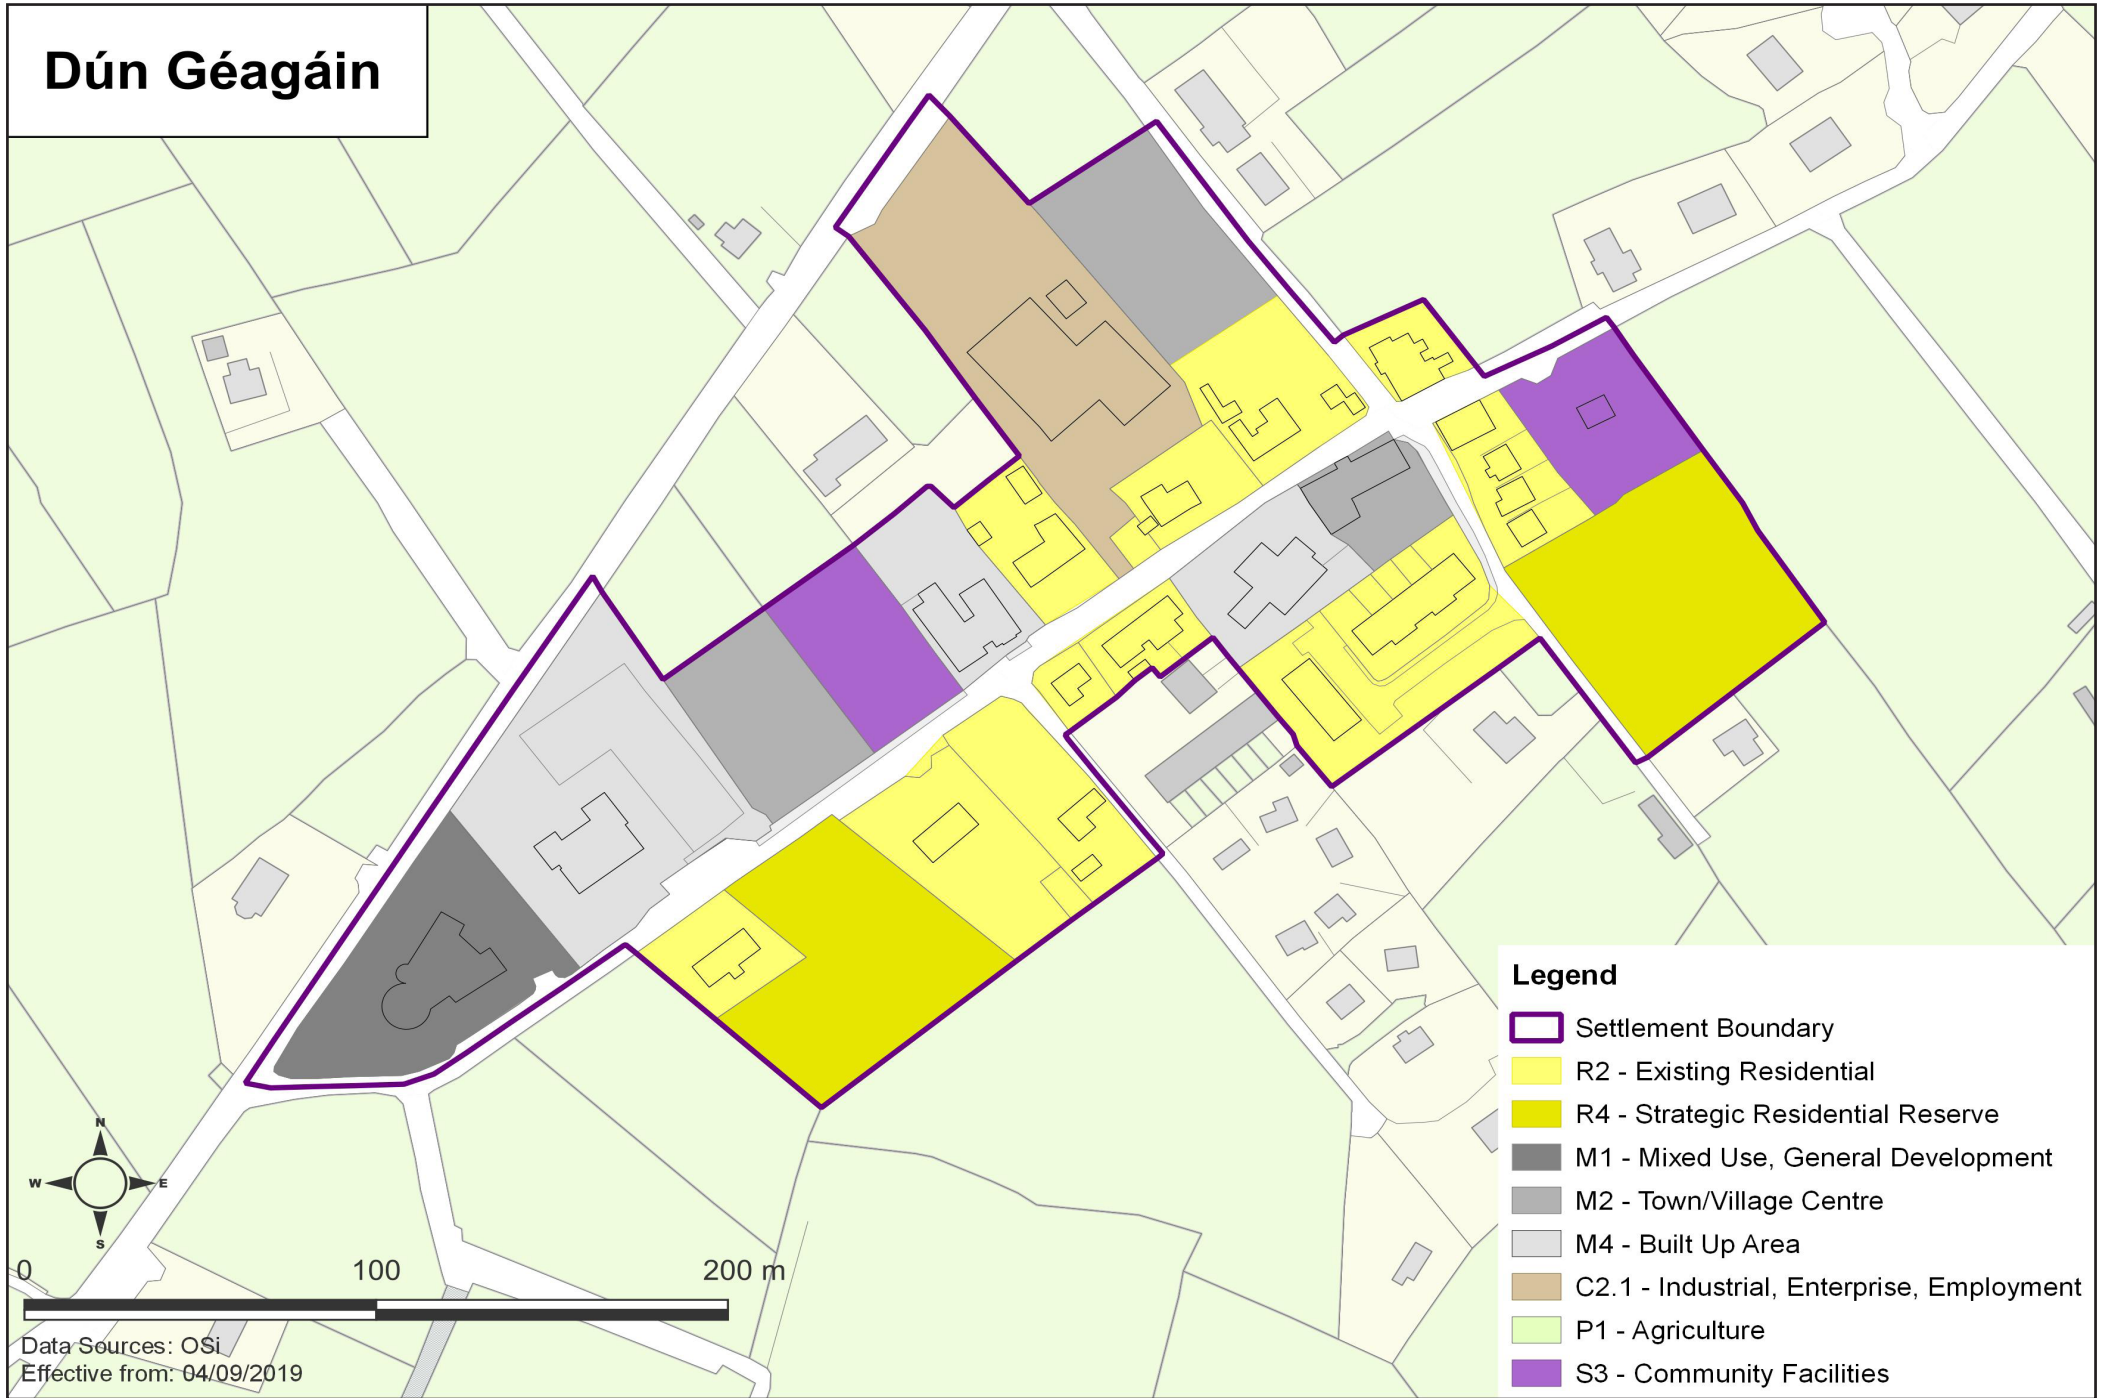 Dún Géagáin
Legend
Settlement Boundary
R2 - Existing Residential
R4 - Strategic Residential Reserve
M1 - Mixed Use, General Development
M2 - Town/Village Centre
M4 - Built Up Area
C2.1 - Industrial, Enterprise, Employment
P1 - Agriculture
S3 - Community Facilities
N
W E
S
0 100 200 m
Data Sources: OSi
Effective from: 04/09/2019